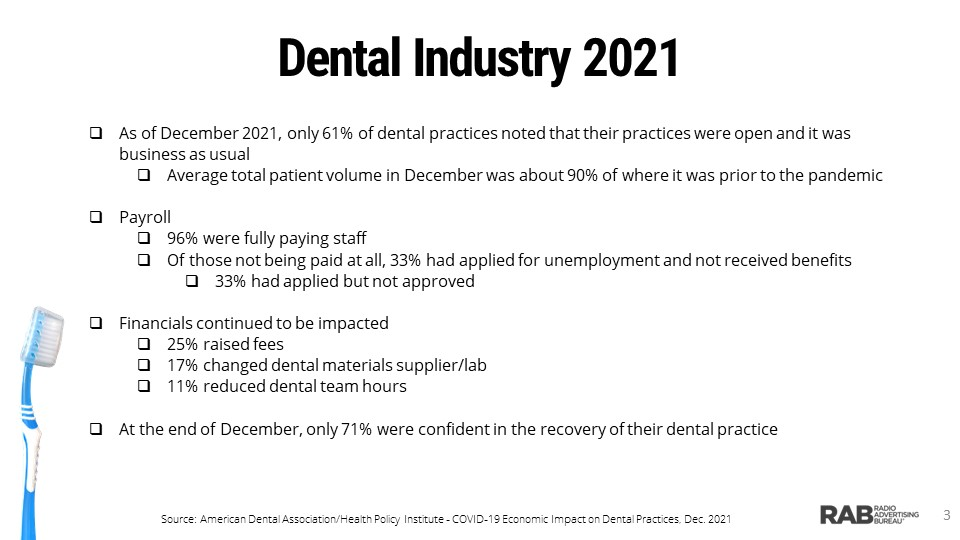 Dental Industry 2021
❑ As of December 2021, only 61% of dental practices noted that their practices were open and it was
business as usual
❑ Average total patient volume in December was about 90% of where it was prior to the pandemic
❑ Payroll
❑ 96% were fully paying staff
❑ Of those not being paid at all, 33% had applied for unemployment and not received benefits
❑ 33% had applied but not approved
❑ Financials continued to be impacted
❑ 25% raised fees
❑ 17% changed dental materials supplier/lab
❑ 11% reduced dental team hours
❑ At the end of December, only 71% were confident in the recovery of their dental practice
Source: American Dental Association/Health Policy Institute - COVID-19 Economic Impact on Dental Practices, Dec. 2021
RAB RADIO
ADVERTISING
BUREAU
3